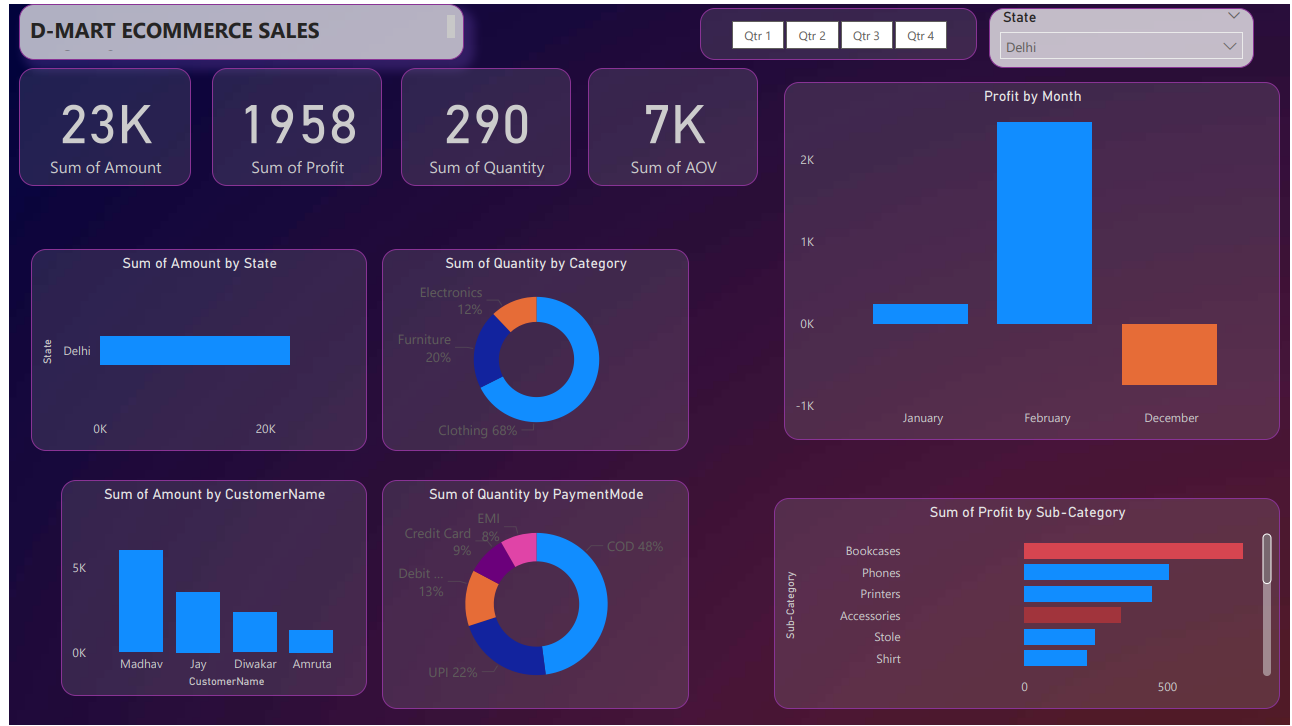 D-MART ECOMMERCE SALES
Qtr 1
Qtr 2
Qtr 3
Qtr 4
State
Delhi
23K
Sum of Amount
1958
Sum of Profit
290
Sum of Quantity
7K
Sum of AOV
Profit by Month
2K
1K
0K
-1K
January
February
December
Sum of Amount by State
State
Delhi
0K
20K
Sum of Quantity by Category
Electronics
12%
Furniture
20%
Clothing 68%
Sum of Amount by CustomerName
5K
0K
Madhav
Jay
Diwakar
Amruta
CustomerName
Sum of Quantity by PaymentMode
EMI
8%
Credit Card
9%
Debit ...
13%
UPI 22%
COD 48%
Sum of Profit by Sub-Category
Sub-Category
Bookcases
Phones
Printers
Accessories
Stole
Shirt
0
500